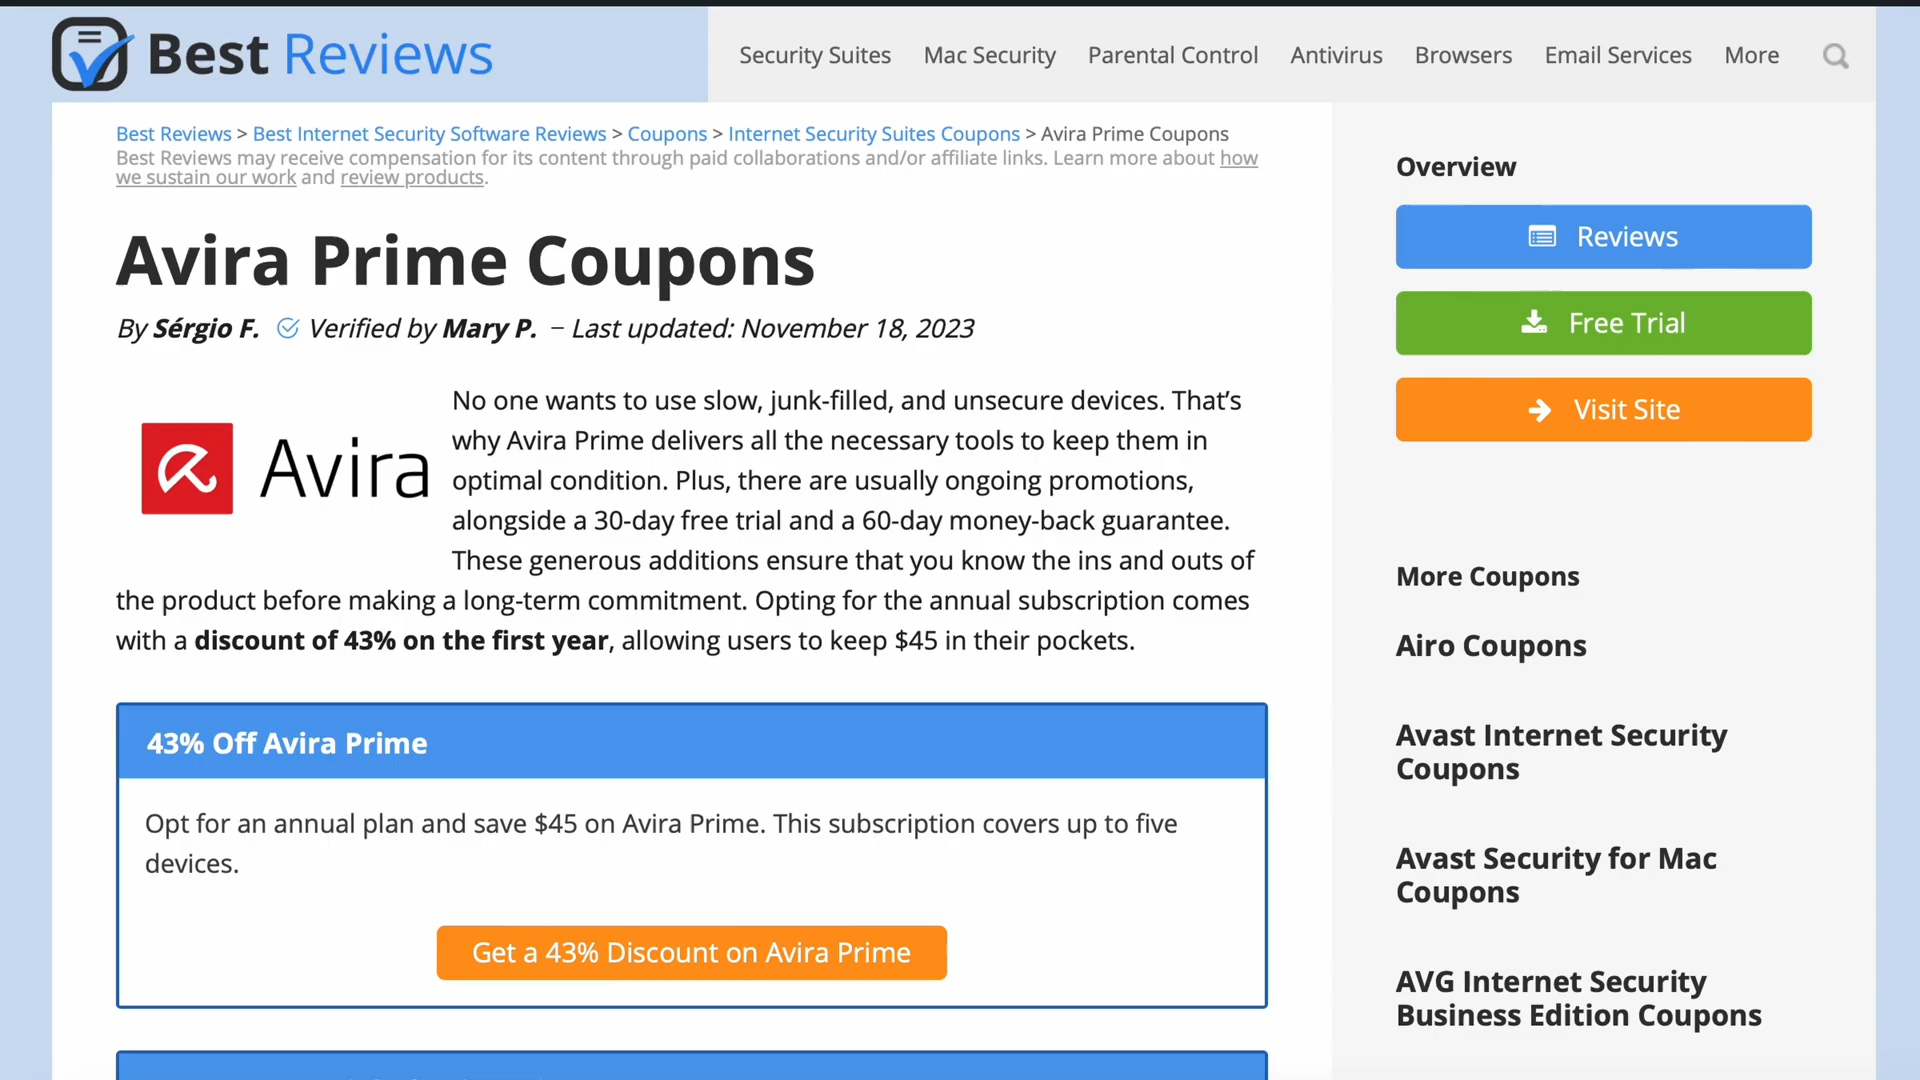 Best Reviews
Security Suites Mac Security Parental Control Antivirus Browsers Email Services More
Best Reviews > Best Internet Security Software Reviews > Coupons > Internet Security Suites Coupons > Avira Prime Coupons
Best Reviews may receive compensation for its content through paid collaborations and/or affiliate links. Learn more about how
we sustain our work and review products.
Avira Prime Coupons
By Sérgio F. Verified by Mary P. – Last updated: November 18, 2023
Avira
No one wants to use slow, junk-filled, and unsecure devices. That’s
why Avira Prime delivers all the necessary tools to keep them in
optimal condition. Plus, there are usually ongoing promotions,
alongside a 30-day free trial and a 60-day money-back guarantee.
These generous additions ensure that you know the ins and outs of
the product before making a long-term commitment. Opting for the annual subscription comes
with a discount of 43% on the first year, allowing users to keep $45 in their pockets.
43% Off Avira Prime
Opt for an annual plan and save $45 on Avira Prime. This subscription covers up to five
devices.
Get a 43% Discount on Avira Prime
Overview
Reviews
Free Trial
Visit Site
More Coupons
Airo Coupons
Avast Internet Security
Coupons
Avast Security for Mac
Coupons
AVG Internet Security
Business Edition Coupons